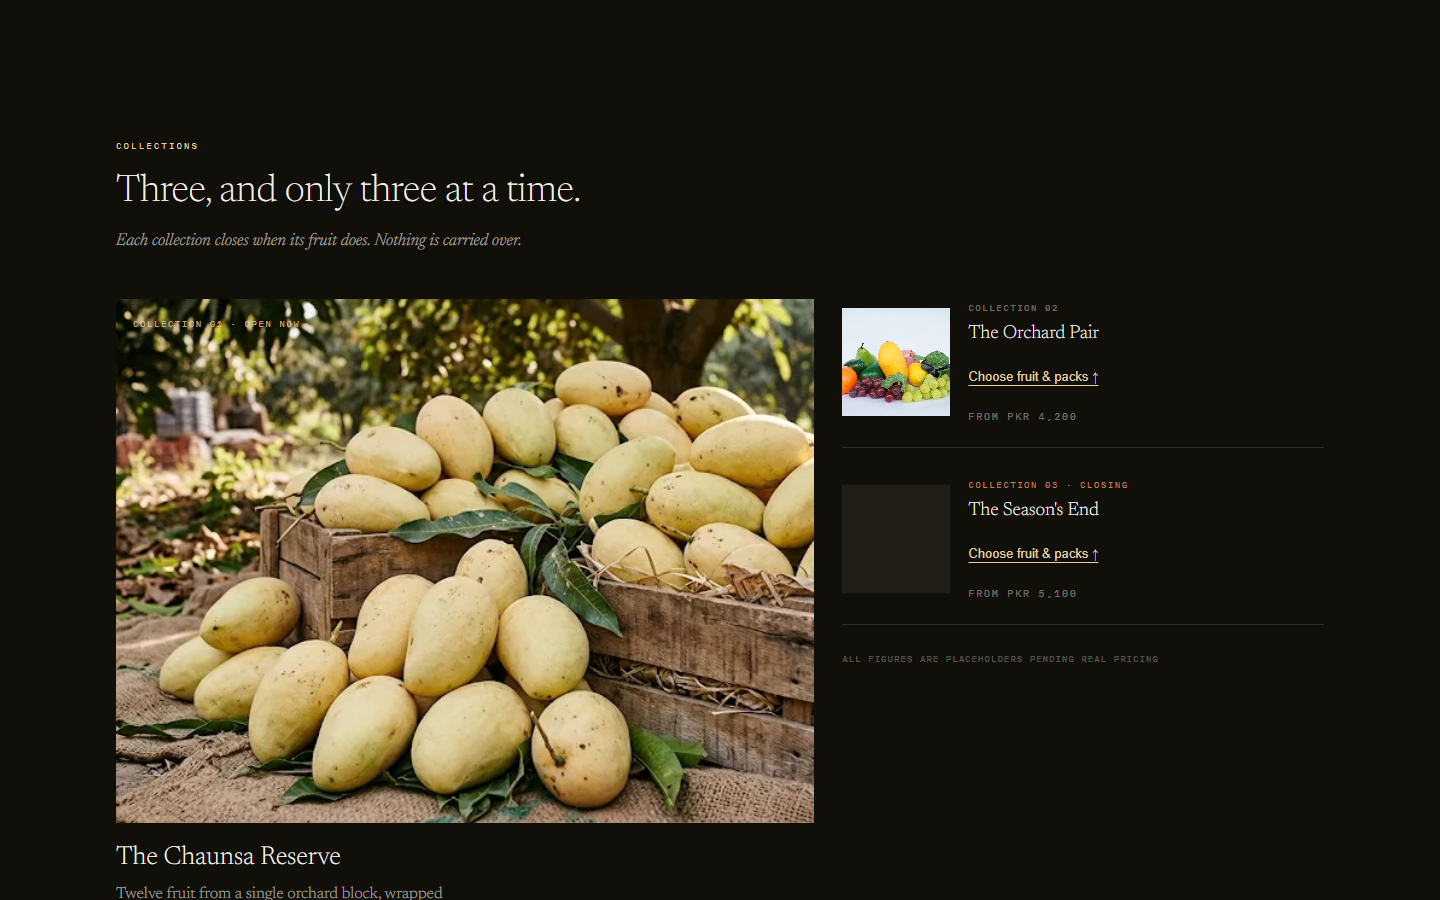 COLLECTIONS
Three, and only three at a time.
Each collection closes when its fruit does. Nothing is carried over.
COLLECTION 01 · OPEN NOW
The Chaunsa Reserve
Twelve fruit from a single orchard block, wrapped
COLLECTION 02
The Orchard Pair
Choose fruit & packs ↑
FROM PKR 4,200
COLLECTION 03 · CLOSING
The Season's End
Choose fruit & packs ↑
FROM PKR 5,100
ALL FIGURES ARE PLACEHOLDERS PENDING REAL PRICING